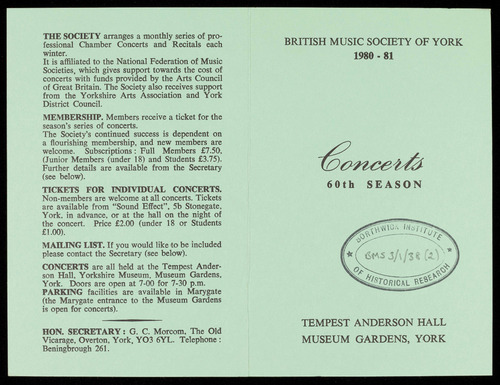 THE SOCIETY arranges a monthly series of pro-
fessional Chamber Concerts and Recitals each
winter.
It is affiliated to the National Federation of Music
Societies, which gives support towards the cost of
concerts with funds provided by the Arts Council
of Great Britain. The Society also receives support
from the Yorkshire Arts Association and York
District Council.
MEMBERSHIP. Members receive a ticket for the
season's series of concerts.
The Society's continued success is dependent on
a flourishing membership, and new members are
welcome. Subscriptions: Full Members £7.50,
(Junior Members (under 18) and Students £3.75).
Further details are available from the Secretary
(see below).
TICKETS FOR INDIVIDUAL CONCERTS.
Non-members are welcome at all concerts. Tickets
are available from "Sound Effect", 5b Stonegate,
York, in advance, or at the hall on the night of
the concert. Price £2.00 (under 18 or Students
£1.00).
MAILING LIST. If you would like to be included
please contact the Secretary (see below).
CONCERTS are all held at the Tempest Ander-
son Hall, Yorkshire Museum, Museum Gardens,
York. Doors are open at 7-00 for 7-30 p.m.
PARKING facilities are available in Marygate
(the Marygate entrance to the Museum Gardens
is open for concerts).
HON. SECRETARY: G. C. Morcom, The Old
Vicarage, Overton, York, YO3 6YL. Telephone:
Beningbrough 261.
BRITISH MUSIC SOCIETY OF YORK
1980 - 81
Concerts
60th SEASON
BORTHWICK INSTITUTE
BMS 3/1/38 (2)
OF HISTORICAL RESEARCH
TEMPEST ANDERSON HALL
MUSEUM GARDENS, YORK